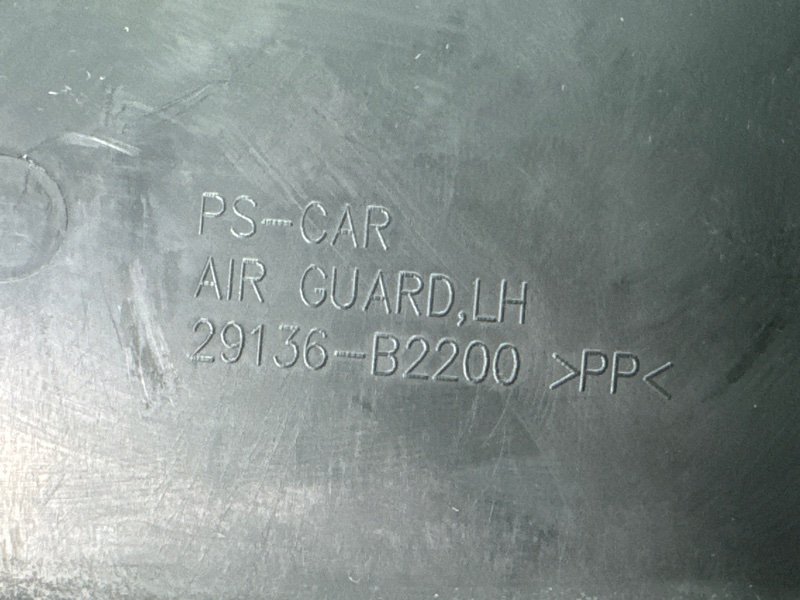 PS-CAR
AIR GUARD,LH
29136-B2200 >PP<